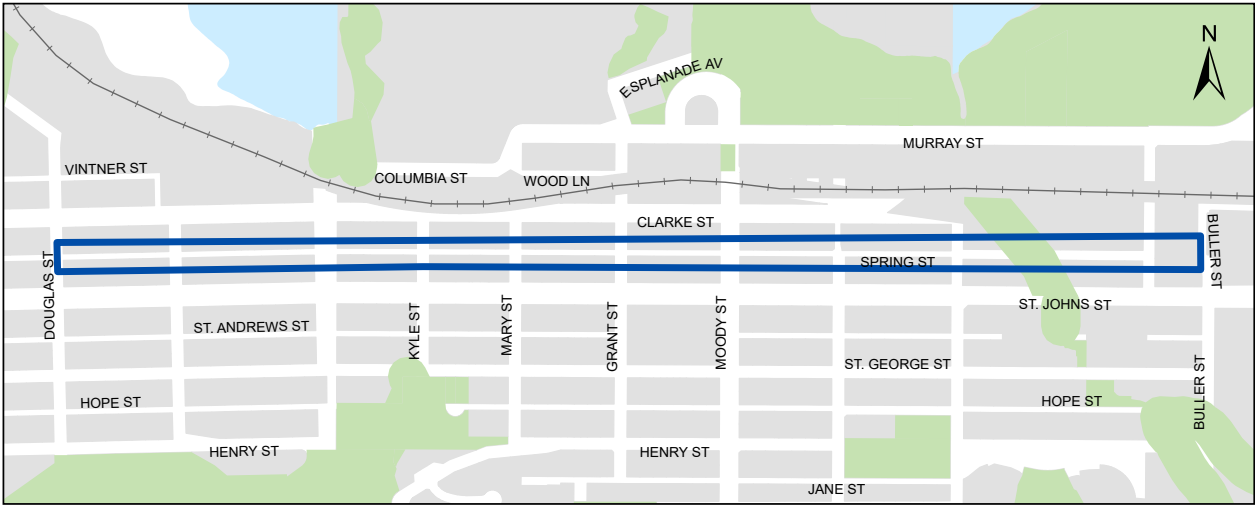 N
ESPLANADE AV
MURRAY ST
VINTNER ST
COLUMBIA ST
WOOD LN
CLARKE ST
BULLER ST
DOUGLAS ST
SPRING ST
ST. JOHNS ST
ST. ANDREWS ST
KYLE ST
MARY ST
GRANT ST
MOODY ST
ST. GEORGE ST
BULLER ST
HOPE ST
HOPE ST
HENRY ST
HENRY ST
JANE ST